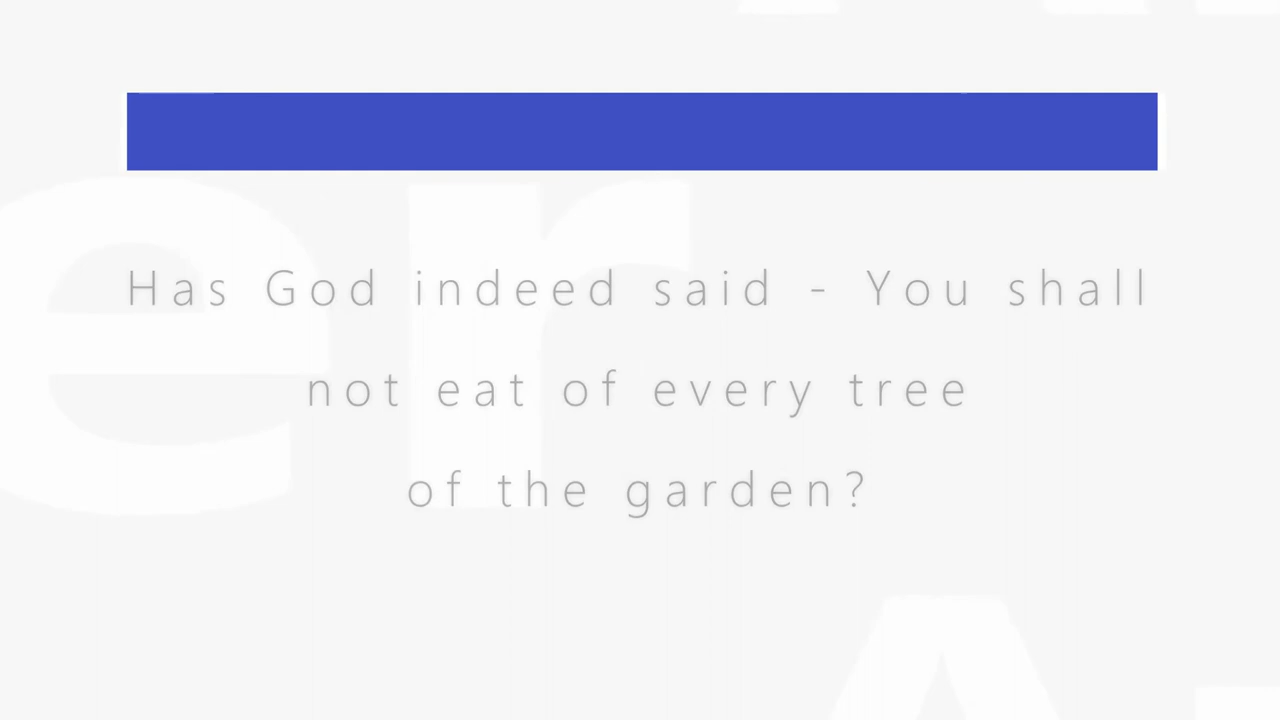 Has God indeed said - You shall
not eat of every tree
of the garden?